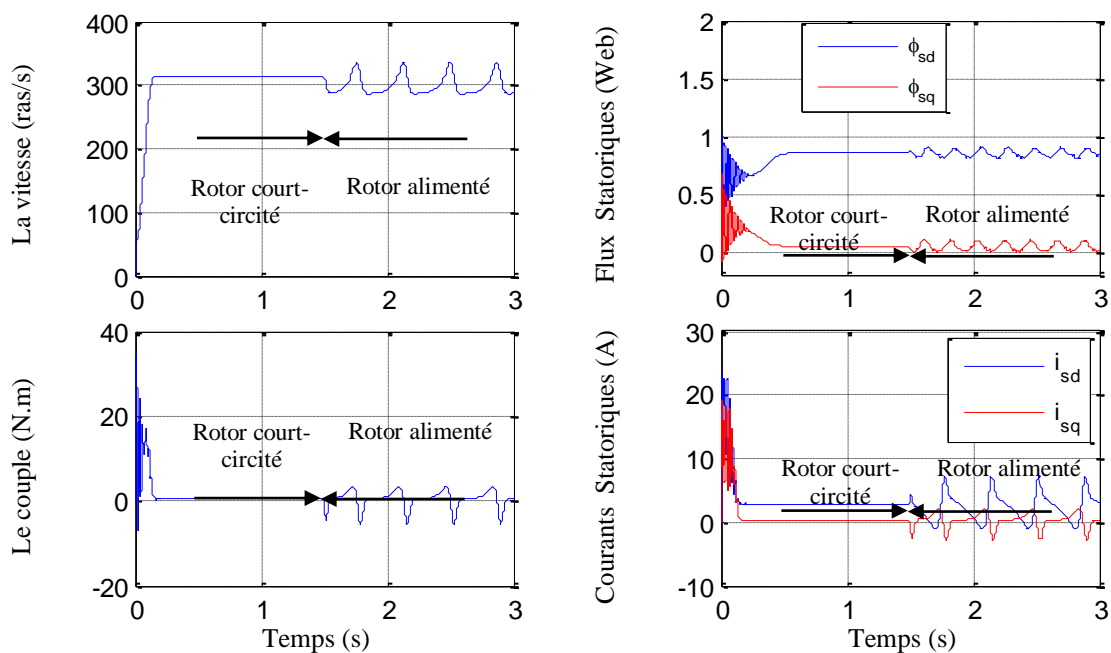 La vitesse (ras/s)
400
300
200
100
0
Rotor court-
circité
Rotor alimenté
0 1 2 3
Flux Statoriques (Web)
2
1.5
1
0.5
0
ϕsd
ϕsq
Rotor court-
circité
Rotor alimenté
0 1 2 3
Le couple (N.m)
40
20
0
-20
Rotor court-
circité
Rotor alimenté
0 1 2 3
Temps (s)
Courants Statoriques (A)
30
20
10
0
-10
isd
isq
Rotor court-
circité
Rotor alimenté
0 1 2 3
Temps (s)